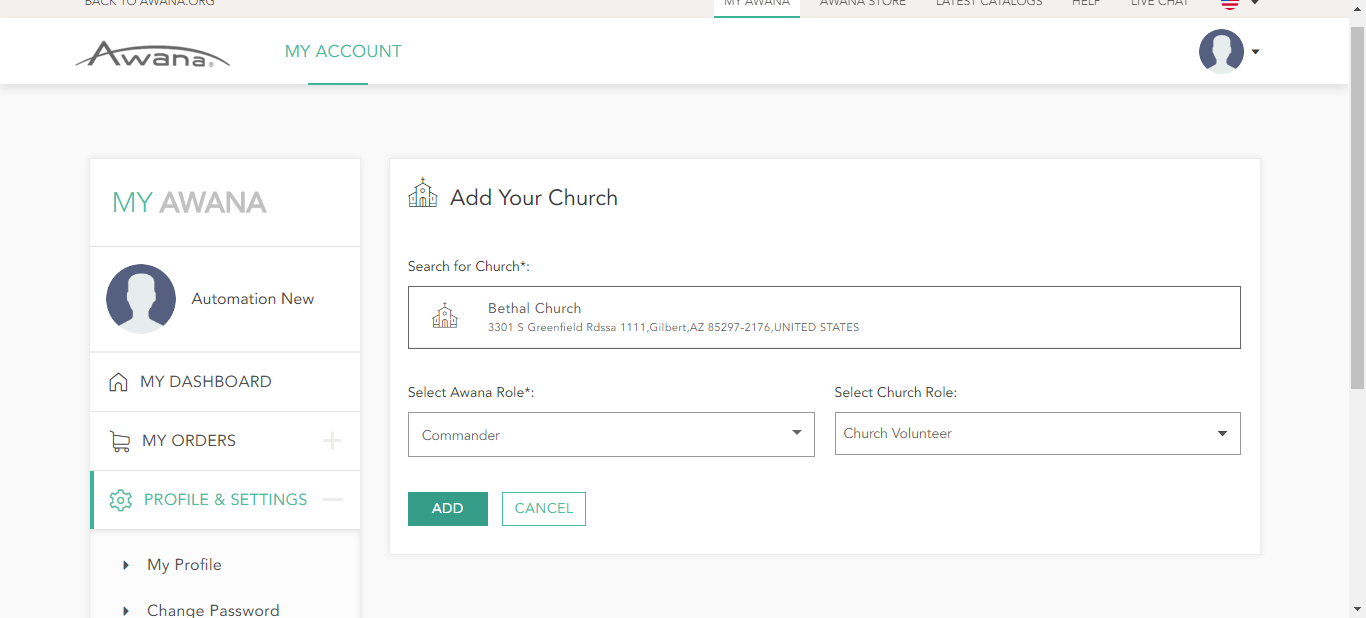 BACK TO AWANA.ORG
MY AWANA
AWANA STORE
LATEST CATALOGS
HELP
LIVE CHAT
Awana®
MY ACCOUNT
MY AWANA
Automation New
MY DASHBOARD
MY ORDERS
PROFILE & SETTINGS
My Profile
Change Password
Add Your Church
Search for Church*:
Bethal Church
3301 S Greenfield Rdssa 1111,Gilbert,AZ 85297-2176,UNITED STATES
Select Awana Role*:
Select Church Role:
Commander
Church Volunteer
ADD
CANCEL